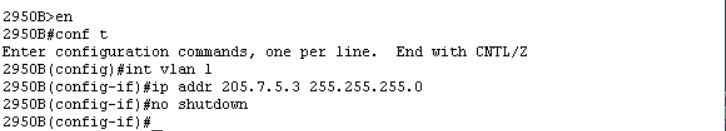 2950B>en
2950B#conf t
Enter configuration commands, one per line.  End with CNTL/Z
2950B(config)#int vlan 1
2950B(config-if)#ip addr 205.7.5.3 255.255.255.0
2950B(config-if)#no shutdown
2950B(config-if)#_